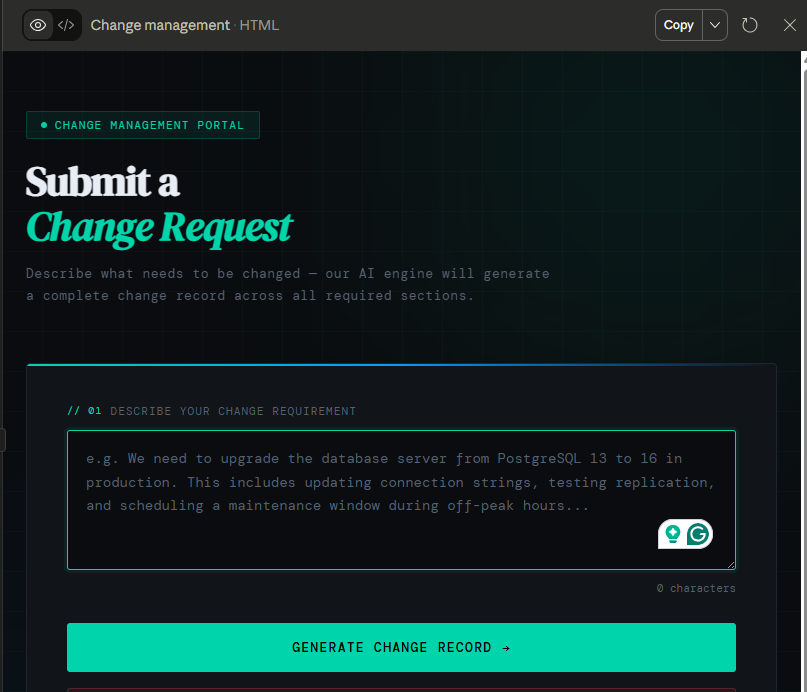 </> Change management · HTML Copy
CHANGE MANAGEMENT PORTAL
Submit a
Change Request
Describe what needs to be changed — our AI engine will generate
a complete change record across all required sections.
// 01 DESCRIBE YOUR CHANGE REQUIREMENT
e.g. We need to upgrade the database server from PostgreSQL 13 to 16 in
production. This includes updating connection strings, testing replication,
and scheduling a maintenance window during off-peak hours...
0 characters
GENERATE CHANGE RECORD →